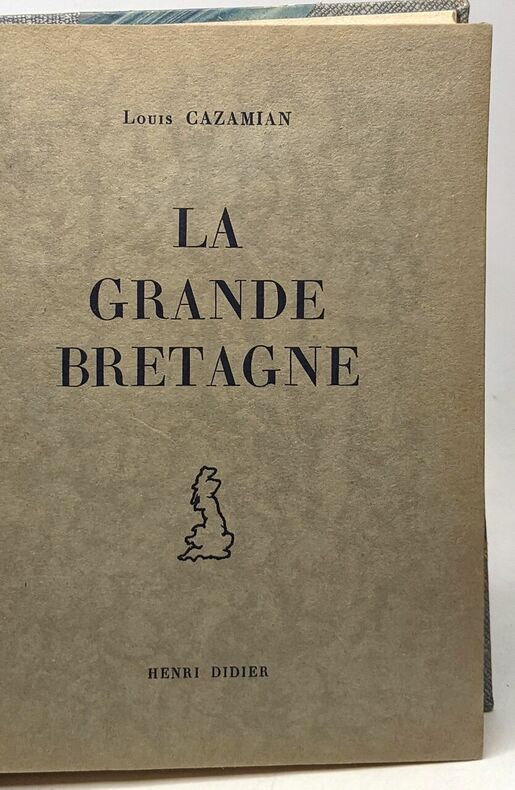 Louis CAZAMIAN
LA
GRANDE
BRETAGNE
HENRI DIDIER